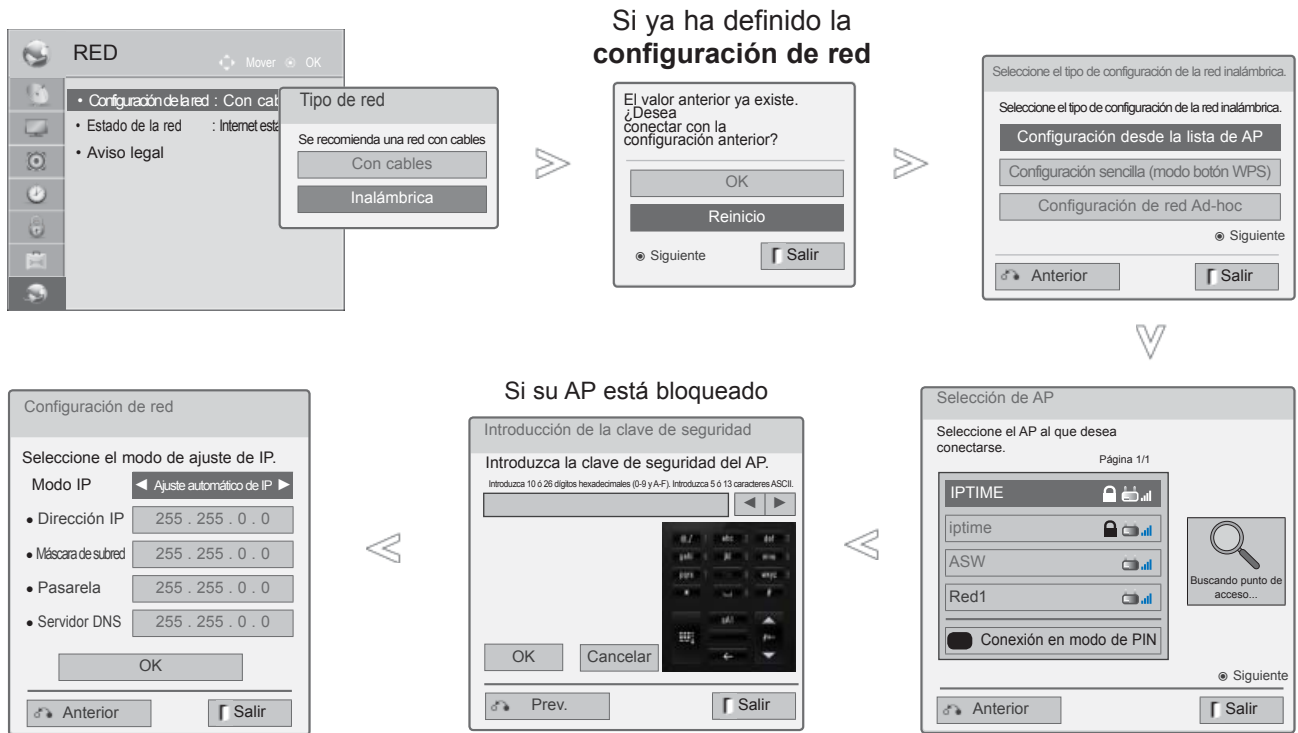 RED
Mover ◉ OK
• Configuración de la red : Con cab
• Estado de la red : Internet esta
• Aviso legal
Tipo de red
Se recomienda una red con cables
Con cables
Inalámbrica
Si ya ha definido la
configuración de red
El valor anterior ya existe.
¿Desea
conectar con la
configuración anterior?
OK
Reinicio
◉ Siguiente
Salir
Seleccione el tipo de configuración de la red inalámbrica.
Seleccione el tipo de configuración de la red inalámbrica.
Configuración desde la lista de AP
Configuración sencilla (modo botón WPS)
Configuración de red Ad-hoc
◉ Siguiente
Anterior
Salir
Selección de AP
Seleccione el AP al que desea
conectarse.
Página 1/1
IPTIME
iptime
ASW
Red1
Conexión en modo de PIN
Buscando punto de
acceso...
◉ Siguiente
Anterior
Salir
Si su AP está bloqueado
Introducción de la clave de seguridad
Introduzca la clave de seguridad del AP.
Introduzca 10 ó 26 dígitos hexadecimales (0-9 y A-F). Introduzca 5 ó 13 caracteres ASCII.
OK
Cancelar
Prev.
Salir
Configuración de red
Seleccione el modo de ajuste de IP.
Modo IP ◀ Ajuste automático de IP ▶
• Dirección IP 255 . 255 . 0 . 0
• Máscara de subred 255 . 255 . 0 . 0
• Pasarela 255 . 255 . 0 . 0
• Servidor DNS 255 . 255 . 0 . 0
OK
Anterior
Salir